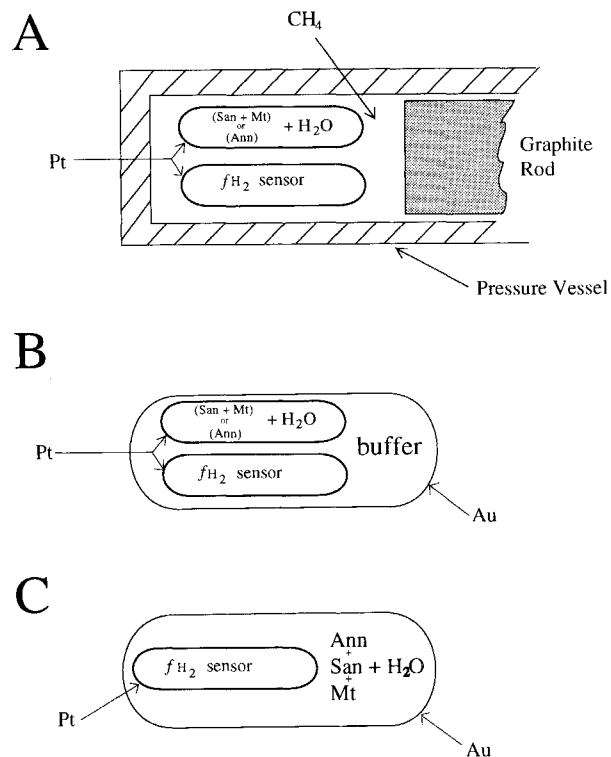 A
CH₄
(San + Mt)
or
(Ann)
+ H₂O
Pt
fH₂ sensor
Graphite
Rod
Pressure Vessel
B
(San + Mt)
or
(Ann)
+ H₂O
Pt
fH₂ sensor
buffer
Au
C
Ann
+
San + H₂O
+
Mt
fH₂ sensor
Pt
Au